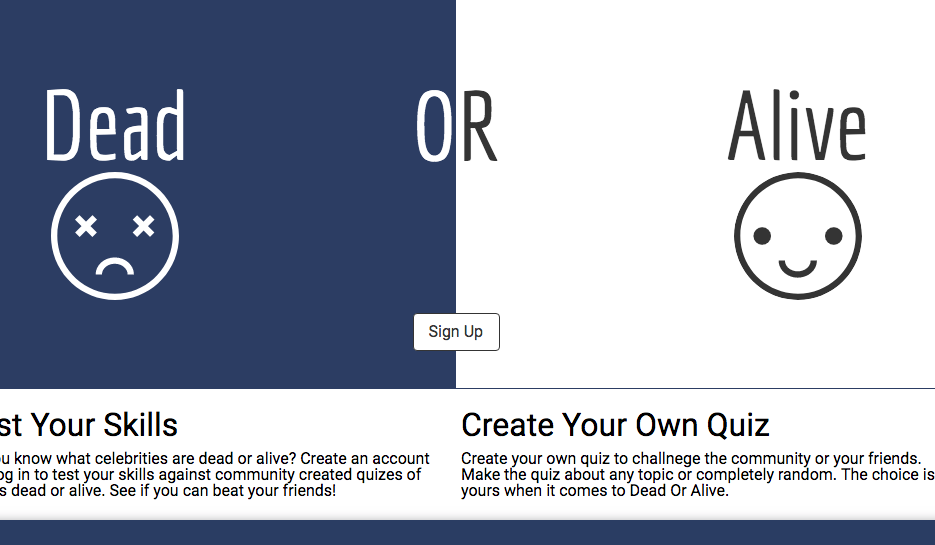 Dead OR Alive
Sign Up
st Your Skills
u know what celebrities are dead or alive? Create an account
og in to test your skills against community created quizes of
s dead or alive. See if you can beat your friends!
Create Your Own Quiz
Create your own quiz to challnege the community or your friends.
Make the quiz about any topic or completely random. The choice is
yours when it comes to Dead Or Alive.